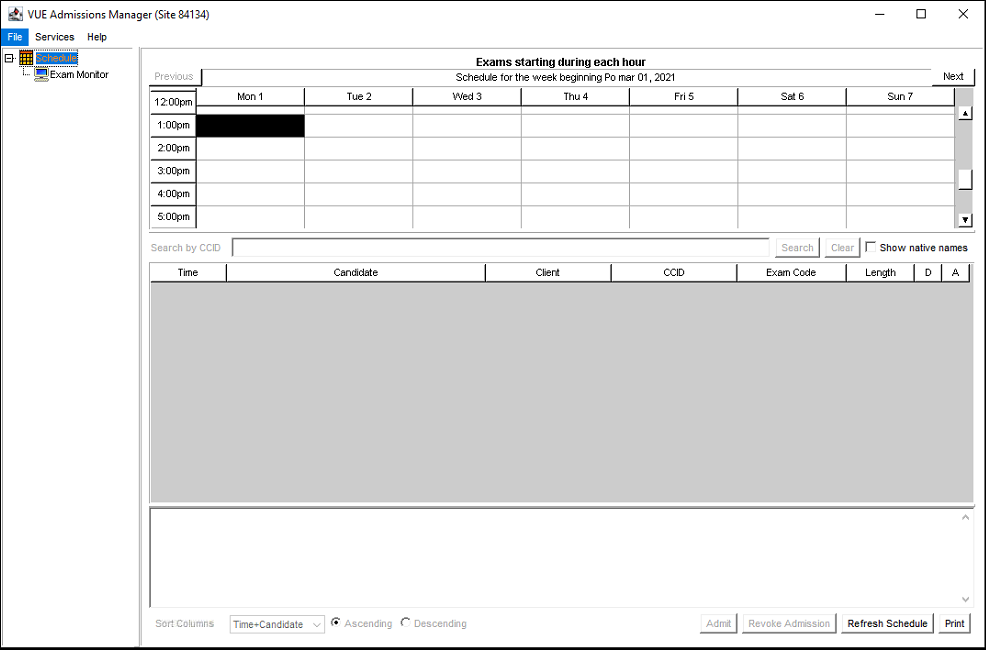 VUE Admissions Manager (Site 84134)
File Services Help
Schedule
Exam Monitor
Exams starting during each hour
Previous Schedule for the week beginning Po mar 01, 2021 Next
Mon 1 Tue 2 Wed 3 Thu 4 Fri 5 Sat 6 Sun 7
12:00pm
1:00pm
2:00pm
3:00pm
4:00pm
5:00pm
Search by CCID Search Clear Show native names
Time Candidate Client CCID Exam Code Length D A
Sort Columns Time+Candidate Ascending Descending Admit Revoke Admission Refresh Schedule Print